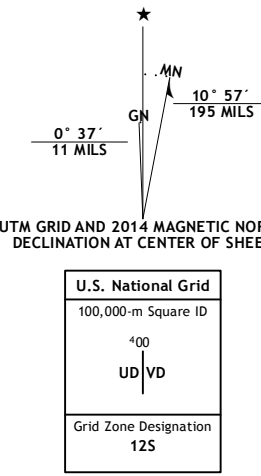 ★
MN
GN
10° 57´
195 MILS
0° 37´
11 MILS
UTM GRID AND 2014 MAGNETIC NOR
DECLINATION AT CENTER OF SHEE
U.S. National Grid
100,000-m Square ID
⁴00
UD VD
Grid Zone Designation
12S